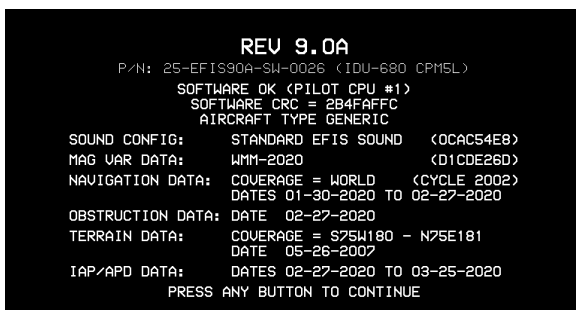 REV 9.0A
P/N: 25-EFIS90A-SW-0026 (IDU-680 CPM5L)
SOFTWARE OK (PILOT CPU #1)
SOFTWARE CRC = 2B4FAFFC
AIRCRAFT TYPE GENERIC
SOUND CONFIG: STANDARD EFIS SOUND (0CAC54E8)
MAG VAR DATA: WMM-2020 (D1CDE26D)
NAVIGATION DATA: COVERAGE = WORLD (CYCLE 2002)
DATES 01-30-2020 TO 02-27-2020
OBSTRUCTION DATA: DATE 02-27-2020
TERRAIN DATA: COVERAGE = S75W180 - N75E181
DATE 05-26-2007
IAP/APD DATA: DATES 02-27-2020 TO 03-25-2020
PRESS ANY BUTTON TO CONTINUE